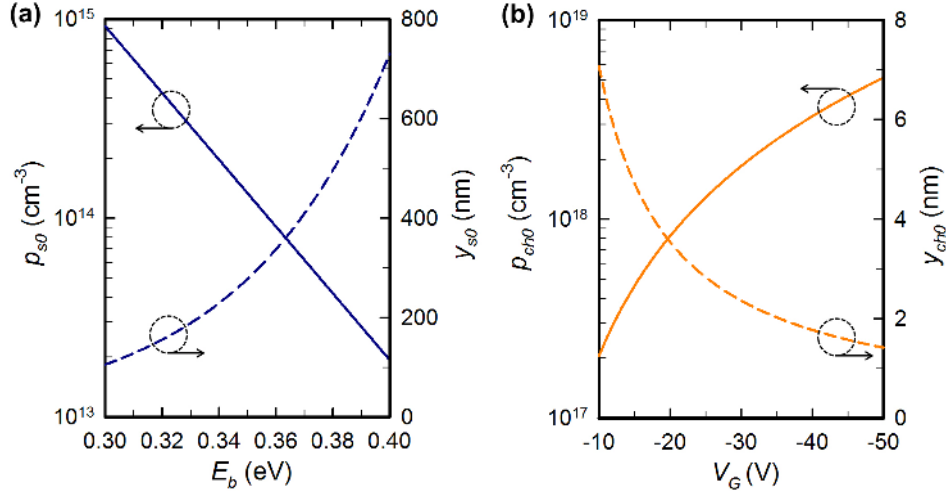 (a)
10^15
10^14
10^13
p_s0 (cm^-3)
800
600
400
200
0
y_s0 (nm)
0.30 0.32 0.34 0.36 0.38 0.40
E_b (eV)
(b)
10^19
10^18
10^17
p_ch0 (cm^-3)
8
6
4
2
0
y_ch0 (nm)
-10 -20 -30 -40 -50
V_G (V)